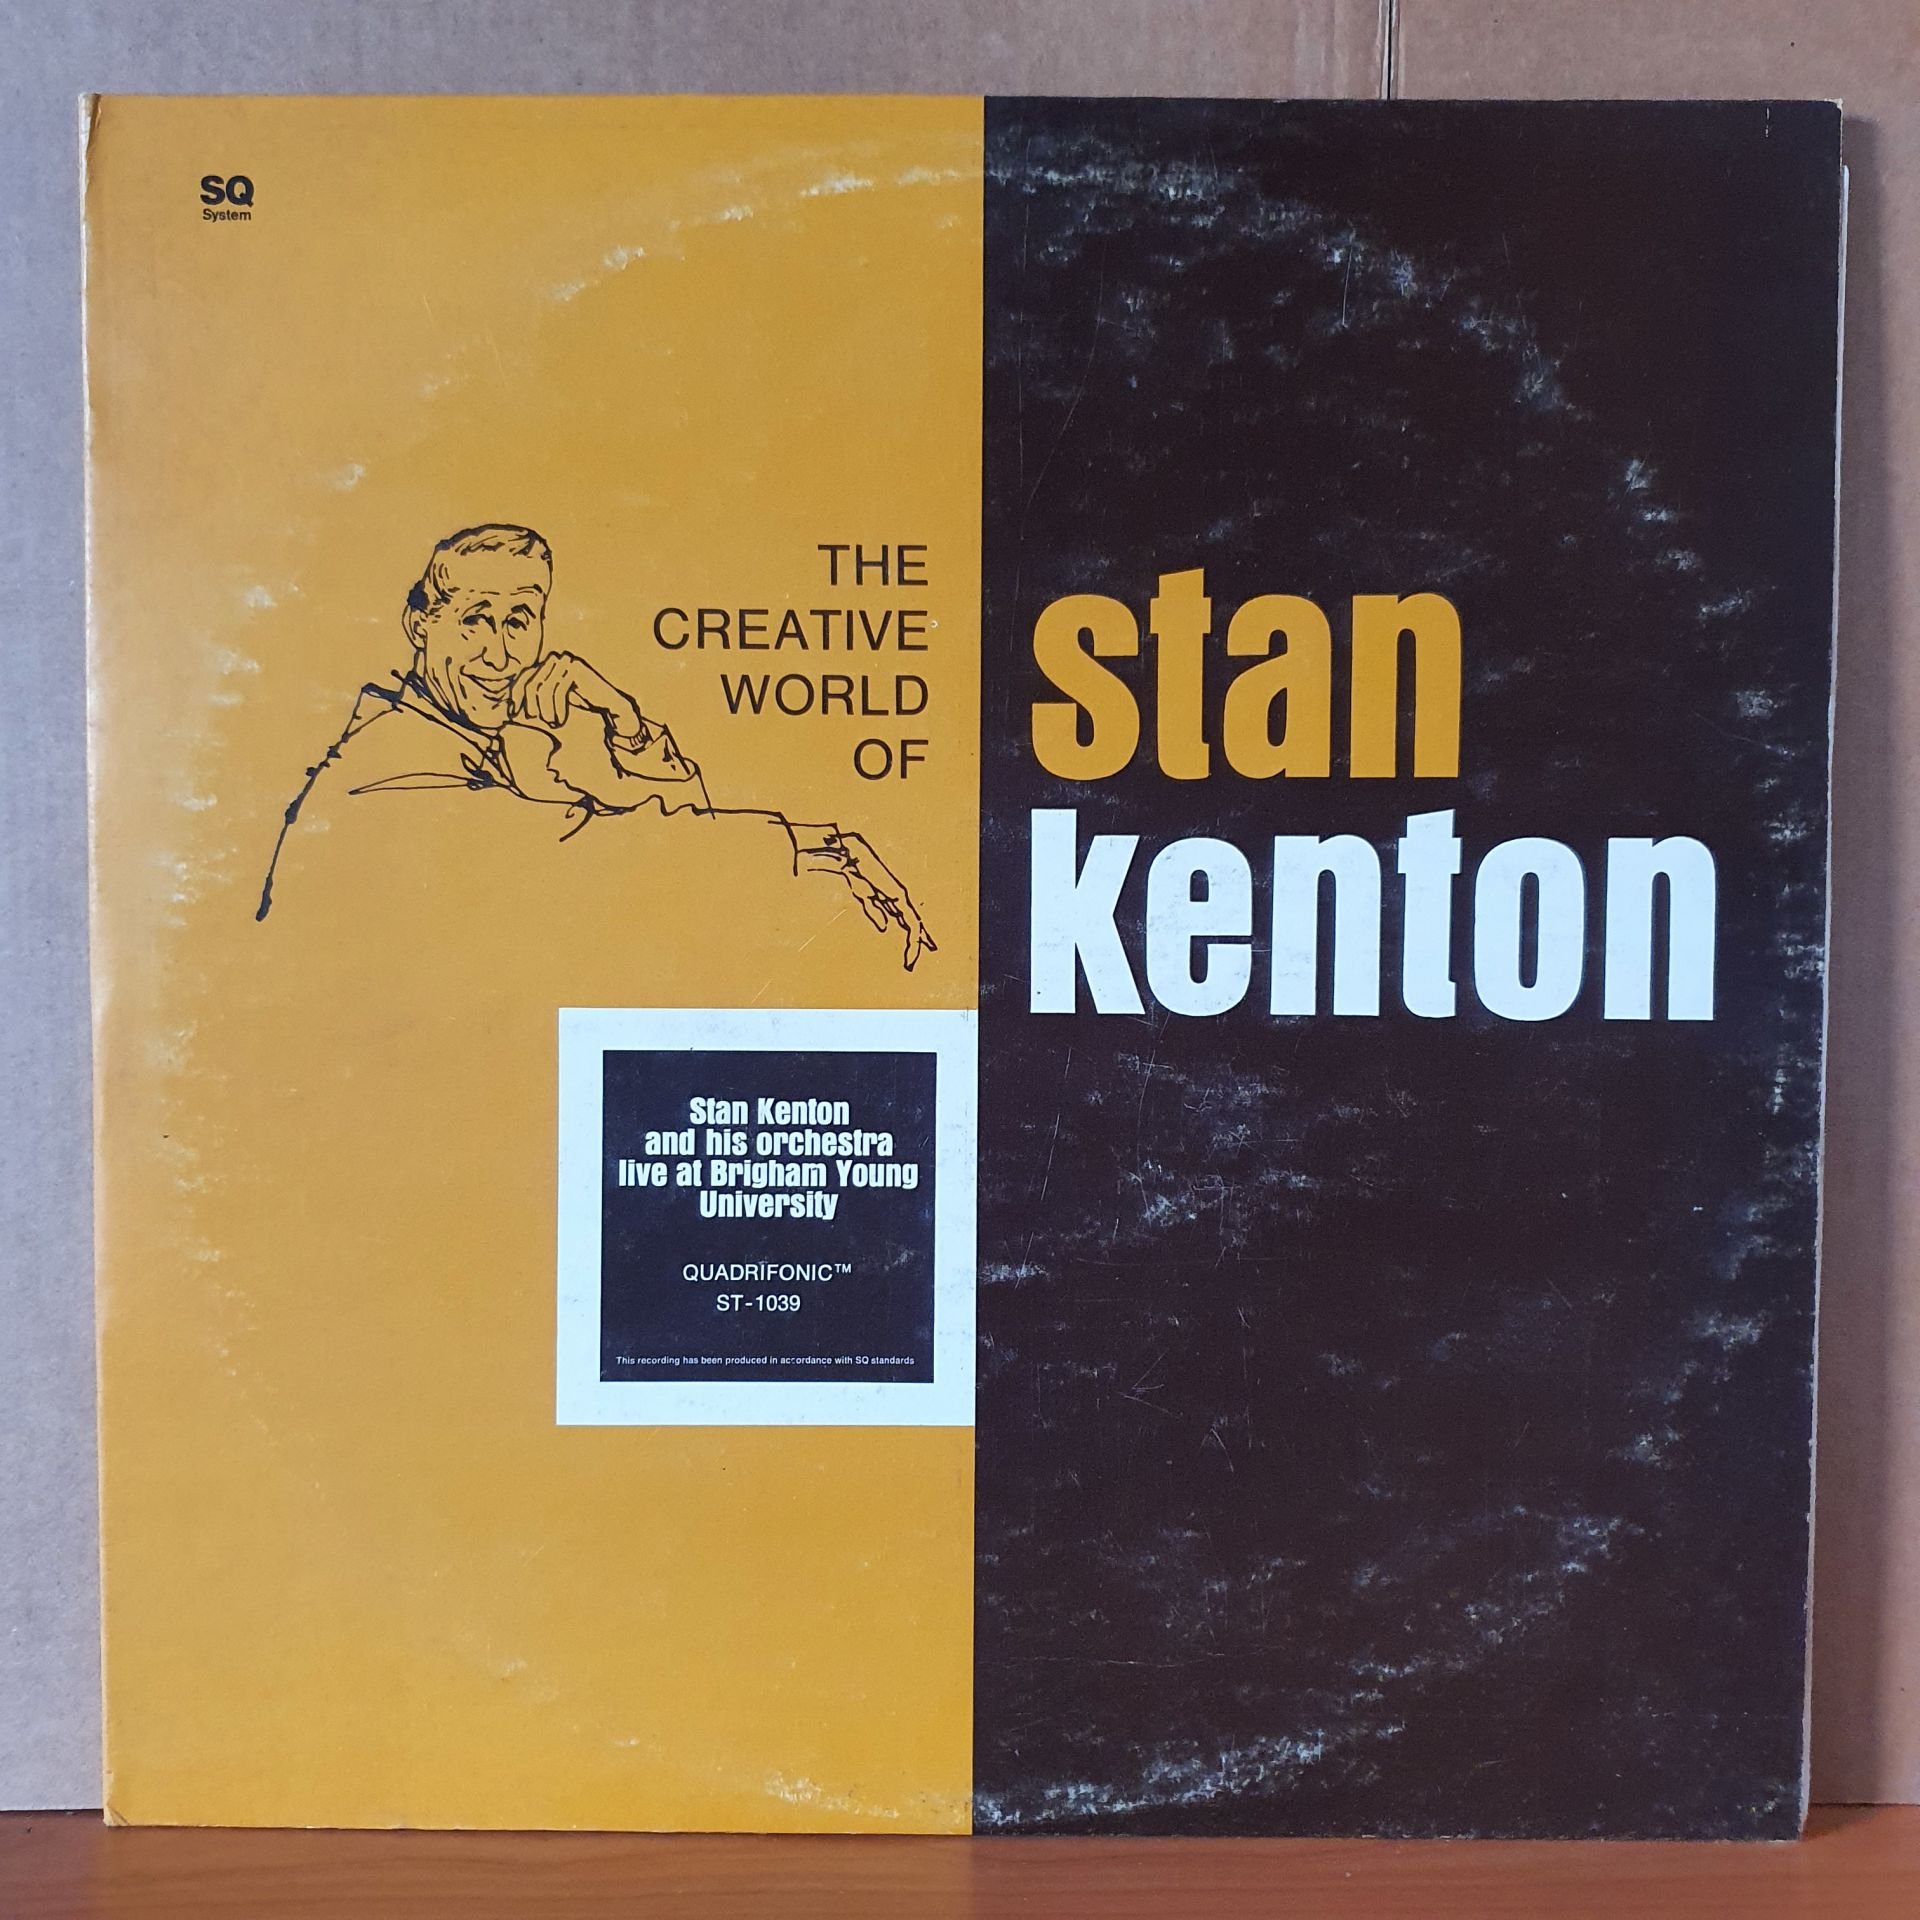 SQ
System
THE
CREATIVE
WORLD
OF
stan
kenton
Stan Kenton
and his orchestra
live at Brigham Young
University
QUADRIFONIC™
ST-1039
This recording has been produced in accordance with SQ standards